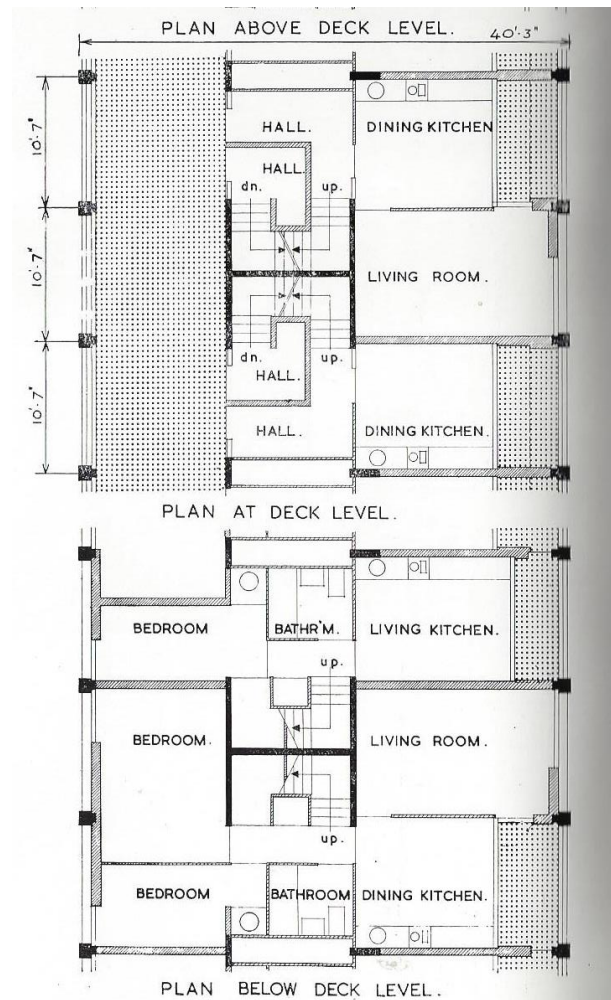 PLAN ABOVE DECK LEVEL.
40'·3"
10'·7"
HALL.
DINING KITCHEN
HALL.
dn. up.
10'·7"
LIVING ROOM.
10'·7"
dn. up.
HALL.
HALL.
DINING KITCHEN.
PLAN AT DECK LEVEL.
BEDROOM
BATHR'M.
LIVING KITCHEN.
up.
BEDROOM.
LIVING ROOM.
up.
BEDROOM
BATHROOM
DINING KITCHEN.
PLAN BELOW DECK LEVEL.